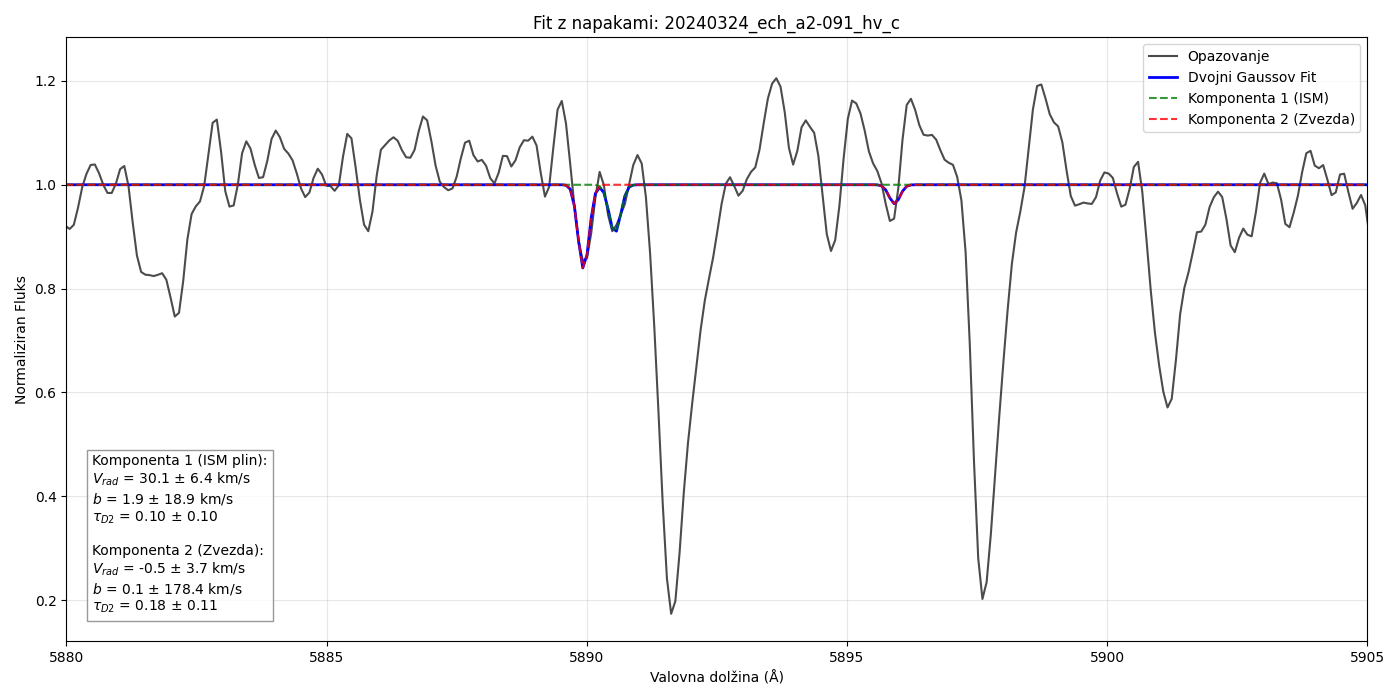 Fit z napakami: 20240324_ech_a2-091_hv_c
Opazovanje
Dvojni Gaussov Fit
Komponenta 1 (ISM)
Komponenta 2 (Zvezda)
Normaliziran Fluks
1.2
1.0
0.8
0.6
0.4
0.2
Komponenta 1 (ISM plin):
V_rad = 30.1 ± 6.4 km/s
b = 1.9 ± 18.9 km/s
τ_D2 = 0.10 ± 0.10
Komponenta 2 (Zvezda):
V_rad = -0.5 ± 3.7 km/s
b = 0.1 ± 178.4 km/s
τ_D2 = 0.18 ± 0.11
5880 5885 5890 5895 5900 5905
Valovna dolžina (Å)